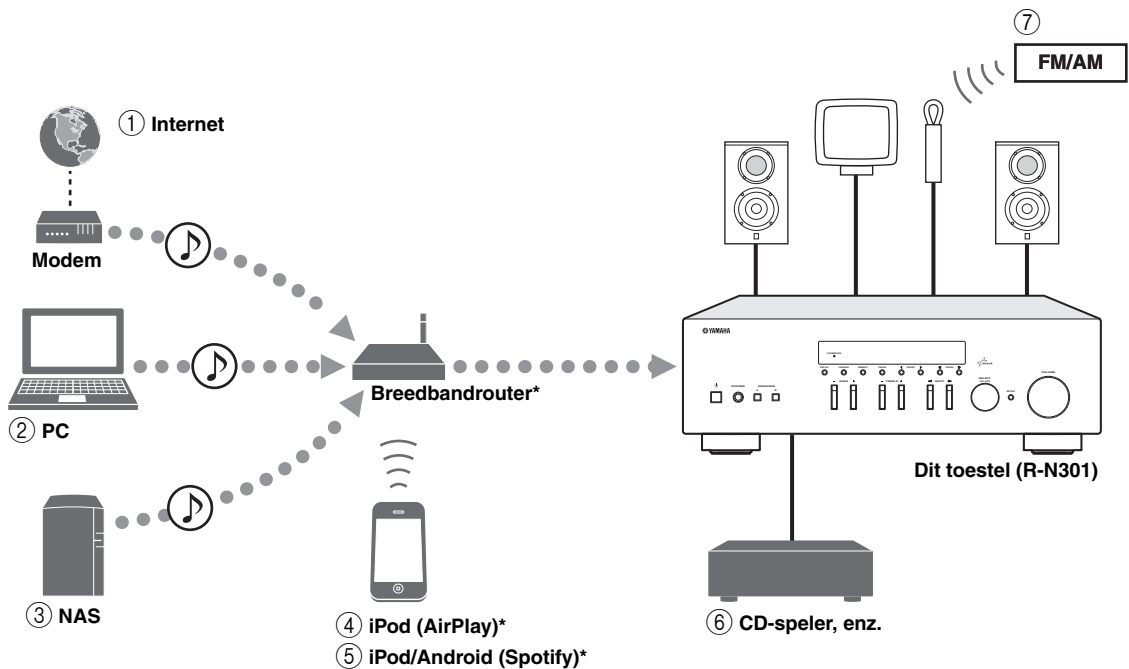 ⑦
FM/AM
① Internet
Modem
YAMAHA
② PC
Breedbandrouter*
Dit toestel (R-N301)
③ NAS
④ iPod (AirPlay)*
⑤ iPod/Android (Spotify)*
⑥ CD-speler, enz.